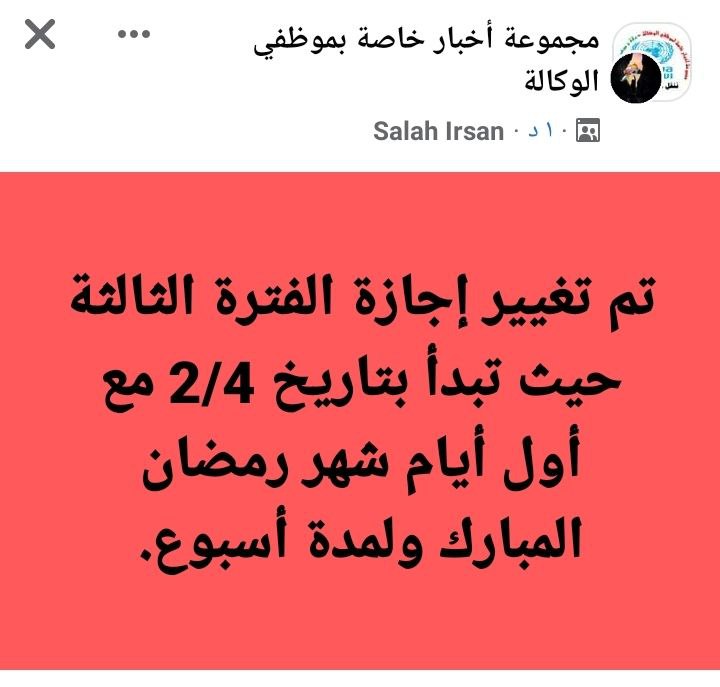 مجموعة أخبار خاصة بموظفي
الوكالة
Salah Irsan · ١ د ·
تم تغيير إجازة الفترة الثالثة
حيث تبدأ بتاريخ 2/4 مع
أول أيام شهر رمضان
المبارك ولمدة أسبوع.